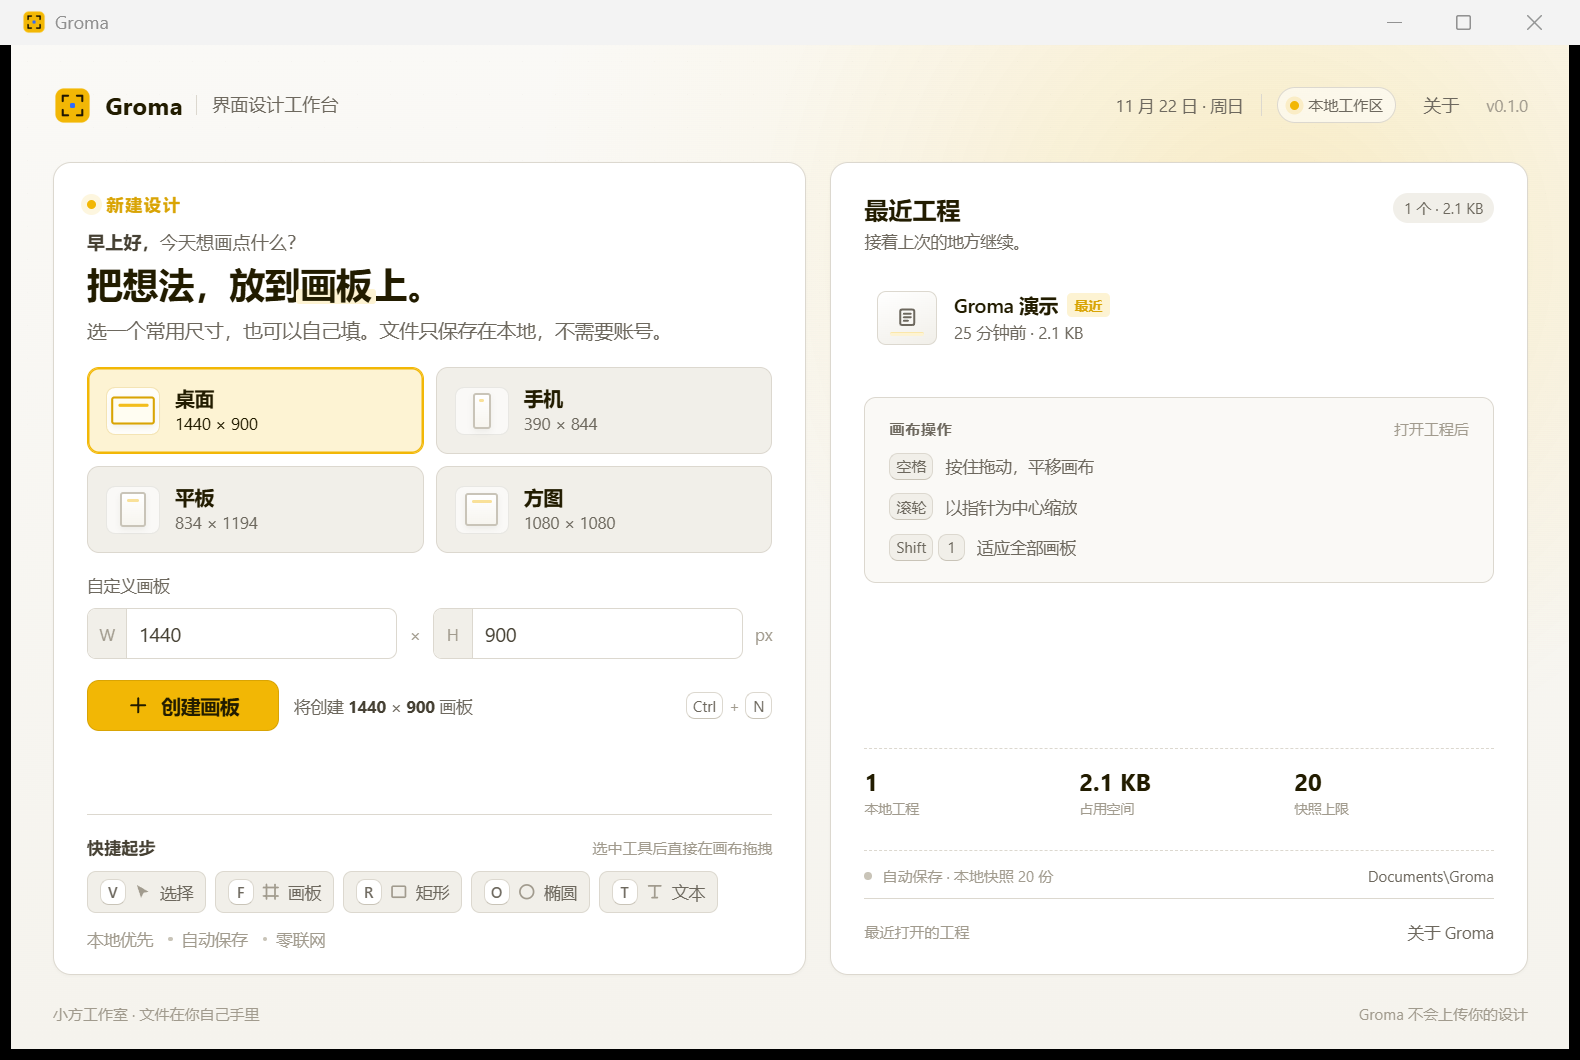 Groma
Groma 界面设计工作台
11 月 22 日 · 周日 本地工作区 关于 v0.1.0
新建设计
早上好，今天想画点什么？
把想法，放到画板上。
选一个常用尺寸，也可以自己填。文件只保存在本地，不需要账号。
桌面
1440 × 900
手机
390 × 844
平板
834 × 1194
方图
1080 × 1080
自定义画板
W 1440 × H 900 px
+ 创建画板 将创建 1440 × 900 画板 Ctrl + N
快捷起步 选中工具后直接在画布拖拽
V 选择 F 画板 R 矩形 O 椭圆 T 文本
本地优先 • 自动保存 • 零联网
最近工程 1 个 · 2.1 KB
接着上次的地方继续。
Groma 演示 最近
25 分钟前 · 2.1 KB
画布操作 打开工程后
空格 按住拖动，平移画布
滚轮 以指针为中心缩放
Shift 1 适应全部画板
1 2.1 KB 20
本地工程 占用空间 快照上限
自动保存 · 本地快照 20 份 Documents\Groma
最近打开的工程 关于 Groma
小方工作室 · 文件在你自己手里 Groma 不会上传你的设计